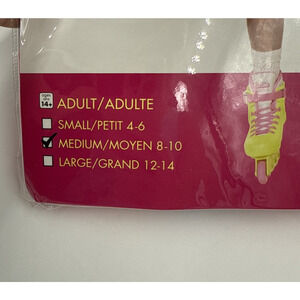 14+ ADULT/ADULTE
SMALL/PETIT 4-6
MEDIUM/MOYEN 8-10
LARGE/GRAND 12-14